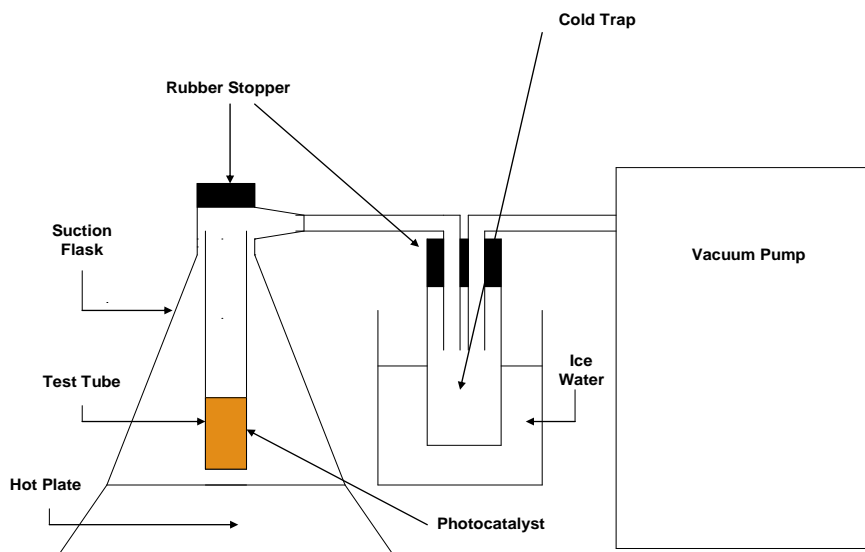 Cold Trap
Rubber Stopper
Suction
Flask
Vacuum Pump
Ice
Water
Test Tube
Hot Plate
Photocatalyst